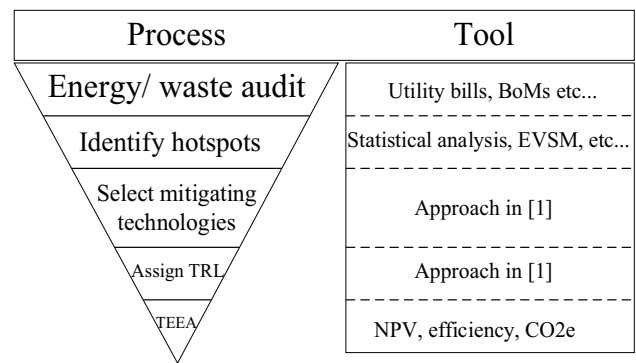 Process Tool
Energy/ waste audit
Utility bills, BoMs etc...
Identify hotspots
Statistical analysis, EVSM, etc...
Select mitigating
technologies
Approach in [1]
Assign TRL
Approach in [1]
TEEA
NPV, efficiency, CO2e